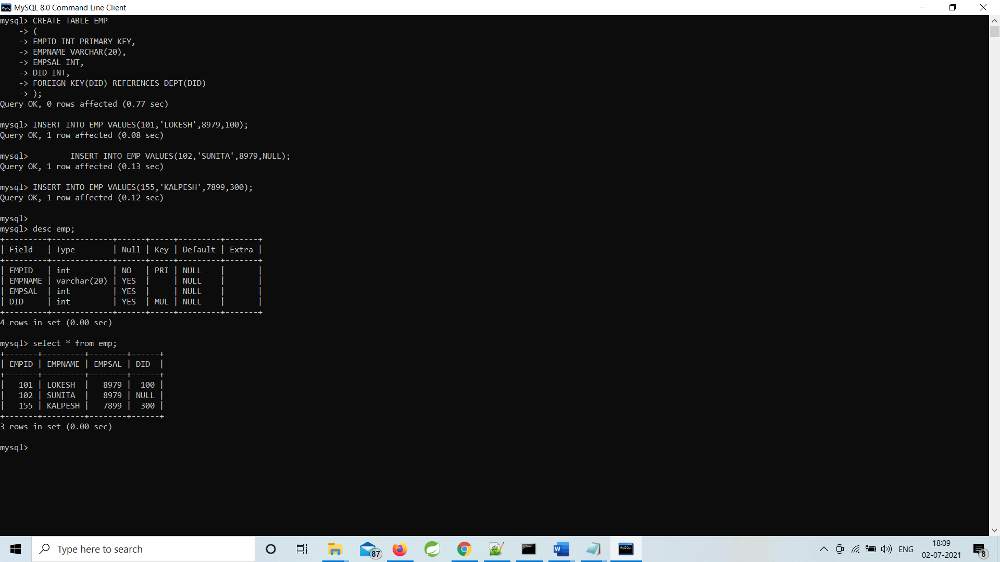 MySQL 8.0 Command Line Client
mysql> CREATE TABLE EMP
    -> (
    -> EMPID INT PRIMARY KEY,
    -> EMPNAME VARCHAR(20),
    -> EMPSAL INT,
    -> DID INT,
    -> FOREIGN KEY(DID) REFERENCES DEPT(DID)
    -> );
Query OK, 0 rows affected (0.77 sec)
mysql> INSERT INTO EMP VALUES(101,'LOKESH',8979,100);
Query OK, 1 row affected (0.08 sec)
mysql>         INSERT INTO EMP VALUES(102,'SUNITA',8979,NULL);
Query OK, 1 row affected (0.13 sec)
mysql> INSERT INTO EMP VALUES(155,'KALPESH',7899,300);
Query OK, 1 row affected (0.12 sec)
mysql>
mysql> desc emp;
+---------+-------------+------+-----+---------+-------+
| Field   | Type        | Null | Key | Default | Extra |
+---------+-------------+------+-----+---------+-------+
| EMPID   | int         | NO   | PRI | NULL    |       |
| EMPNAME | varchar(20) | YES  |     | NULL    |       |
| EMPSAL  | int         | YES  |     | NULL    |       |
| DID     | int         | YES  | MUL | NULL    |       |
+---------+-------------+------+-----+---------+-------+
4 rows in set (0.00 sec)
mysql> select * from emp;
+-------+---------+--------+------+
| EMPID | EMPNAME | EMPSAL | DID  |
+-------+---------+--------+------+
|   101 | LOKESH  |   8979 |  100 |
|   102 | SUNITA  |   8979 | NULL |
|   155 | KALPESH |   7899 |  300 |
+-------+---------+--------+------+
3 rows in set (0.00 sec)
mysql>
Type here to search
87
W
MySQL
ENG
18:09
02-07-2021
8